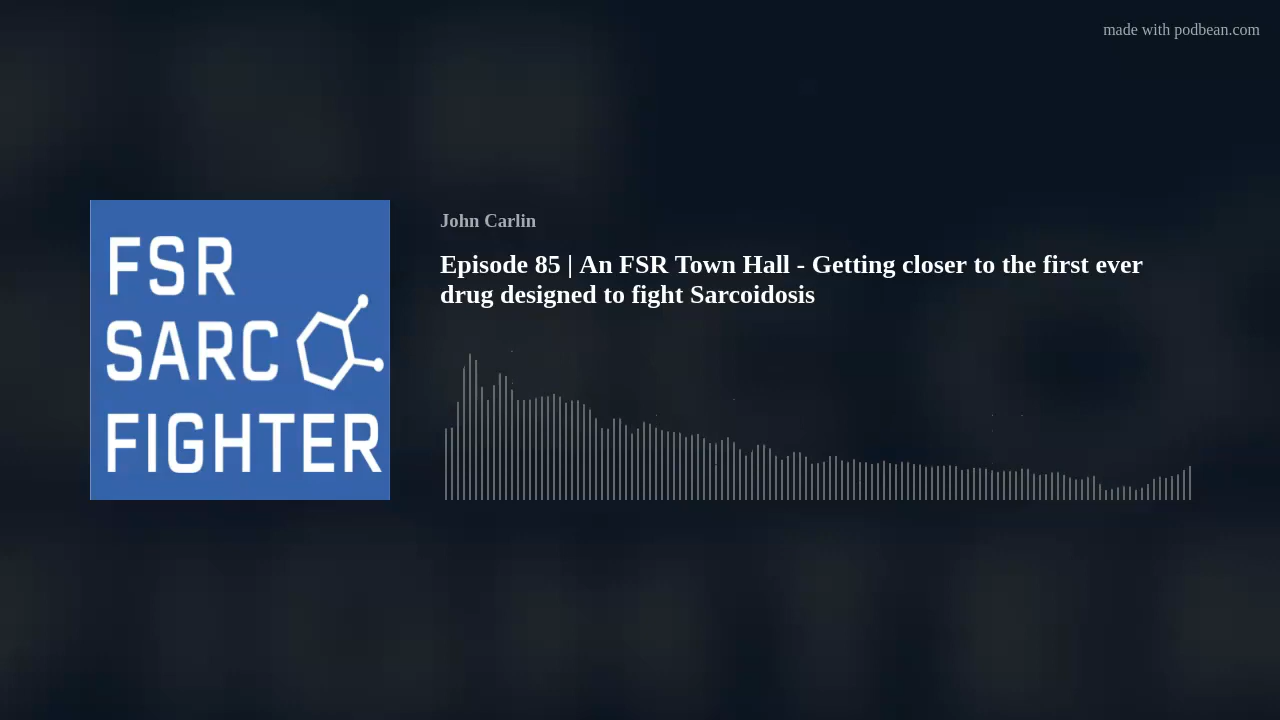 made with podbean.com
FSR
SARC
FIGHTER
John Carlin
Episode 85 | An FSR Town Hall - Getting closer to the first ever
drug designed to fight Sarcoidosis